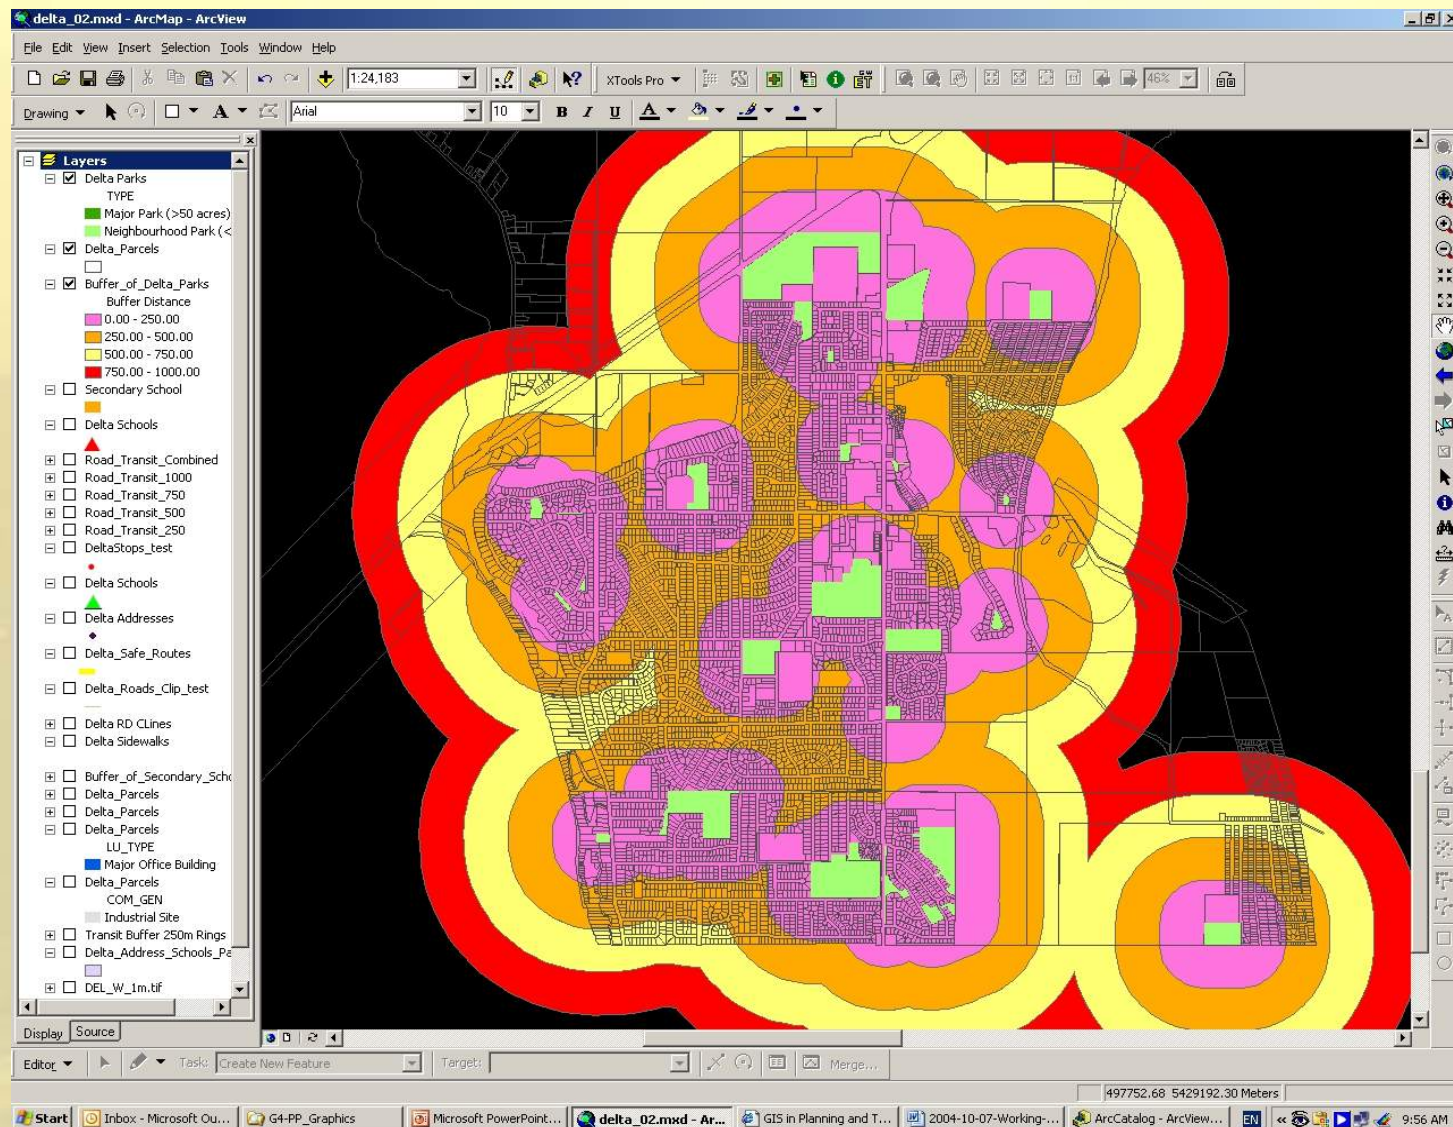 delta_02.mxd - ArcMap - ArcView
File Edit View Insert Selection Tools Window Help
1:24,183 XTools Pro 46%
Drawing A Arial 10 B I U A
Layers
Delta Parks
TYPE
Major Park (>50 acres)
Neighbourhood Park (<
Delta_Parcels
Buffer_of_Delta_Parks
Buffer Distance
0.00 - 250.00
250.00 - 500.00
500.00 - 750.00
750.00 - 1000.00
Secondary School
Delta Schools
Road_Transit_Combined
Road_Transit_1000
Road_Transit_750
Road_Transit_500
Road_Transit_250
DeltaStops_test
Delta Schools
Delta Addresses
Delta_Safe_Routes
Delta_Roads_Clip_test
Delta RD CLines
Delta Sidewalks
Buffer_of_Secondary_Scho
Delta_Parcels
Delta_Parcels
Delta_Parcels
LU_TYPE
Major Office Building
Delta_Parcels
COM_GEN
Industrial Site
Transit Buffer 250m Rings
Delta_Address_Schools_Pa
DEL_W_1m.tif
Display Source
Editor Task: Create New Feature Target: Merge...
497752.68 5429192.30 Meters
Start Inbox - Microsoft Ou... G4-PP_Graphics Microsoft PowerPoint... delta_02.mxd - Ar... GIS in Planning and T... 2004-10-07-Working-... ArcCatalog - ArcView... EN « 9:56 AM